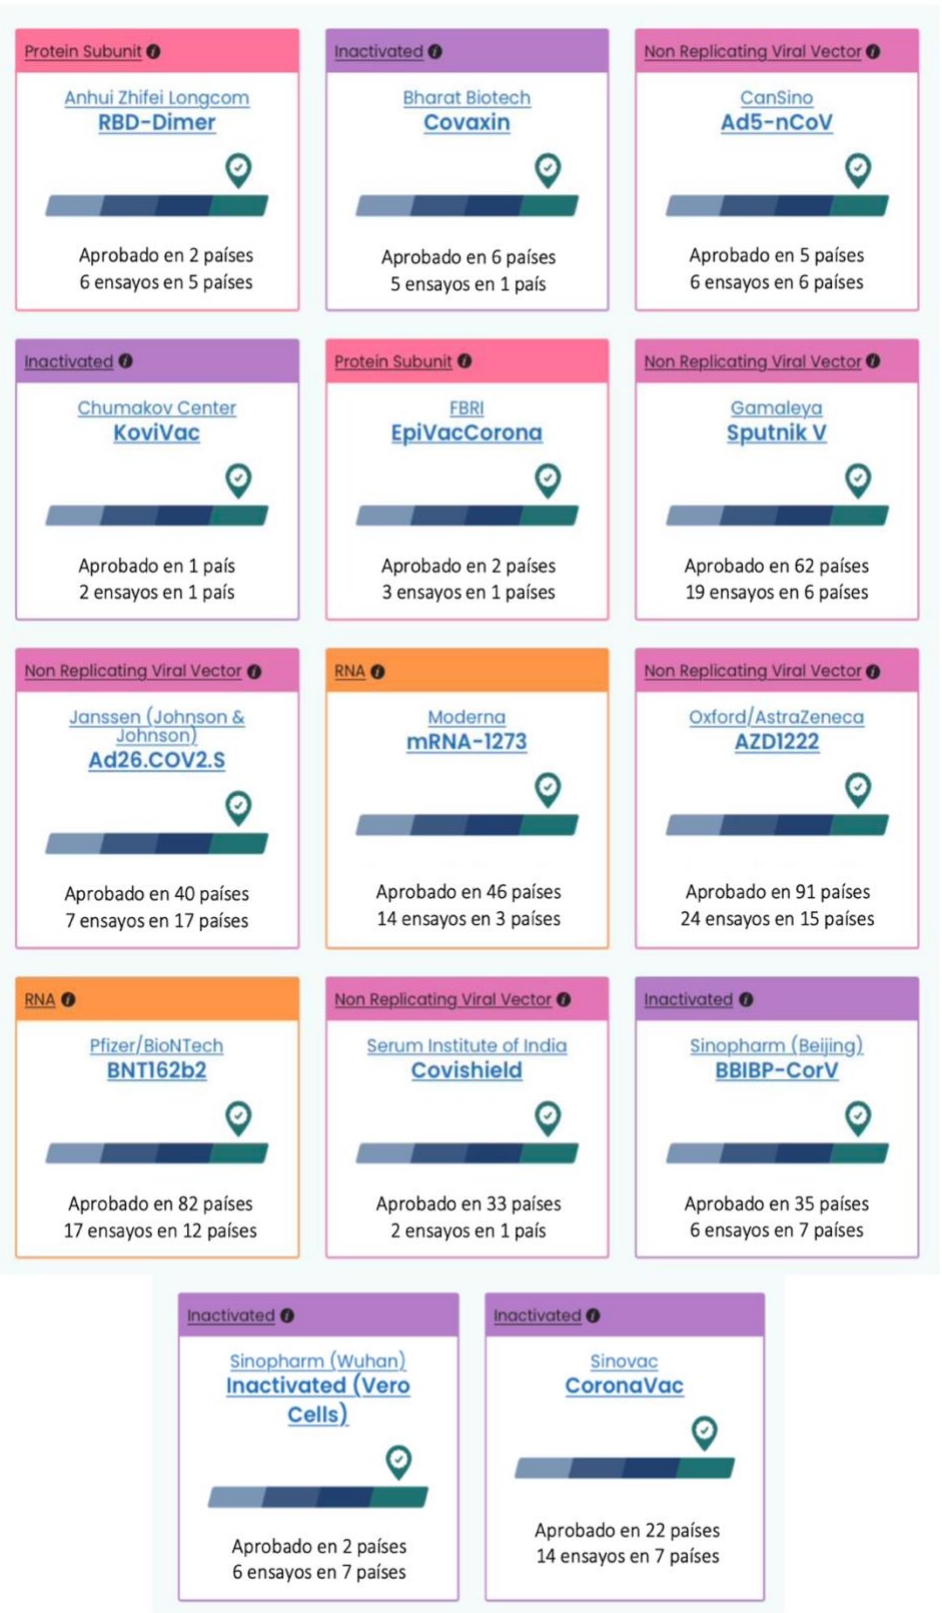 Protein Subunit
Anhui Zhifei Longcom
RBD-Dimer
Aprobado en 2 países
6 ensayos en 5 países
Inactivated
Bharat Biotech
Covaxin
Aprobado en 6 países
5 ensayos en 1 país
Non Replicating Viral Vector
CanSino
Ad5-nCoV
Aprobado en 5 países
6 ensayos en 6 países
Inactivated
Chumakov Center
KoviVac
Aprobado en 1 país
2 ensayos en 1 país
Protein Subunit
FBRI
EpiVacCorona
Aprobado en 2 países
3 ensayos en 1 países
Non Replicating Viral Vector
Gamaleya
Sputnik V
Aprobado en 62 países
19 ensayos en 6 países
Non Replicating Viral Vector
Janssen (Johnson &
Johnson)
Ad26.COV2.S
Aprobado en 40 países
7 ensayos en 17 países
RNA
Moderna
mRNA-1273
Aprobado en 46 países
14 ensayos en 3 países
Non Replicating Viral Vector
Oxford/AstraZeneca
AZD1222
Aprobado en 91 países
24 ensayos en 15 países
RNA
Pfizer/BioNTech
BNT162b2
Aprobado en 82 países
17 ensayos en 12 países
Non Replicating Viral Vector
Serum Institute of India
Covishield
Aprobado en 33 países
2 ensayos en 1 país
Inactivated
Sinopharm (Beijing)
BBIBP-CorV
Aprobado en 35 países
6 ensayos en 7 países
Inactivated
Sinopharm (Wuhan)
Inactivated (Vero
Cells)
Aprobado en 2 países
6 ensayos en 7 países
Inactivated
Sinovac
CoronaVac
Aprobado en 22 países
14 ensayos en 7 países